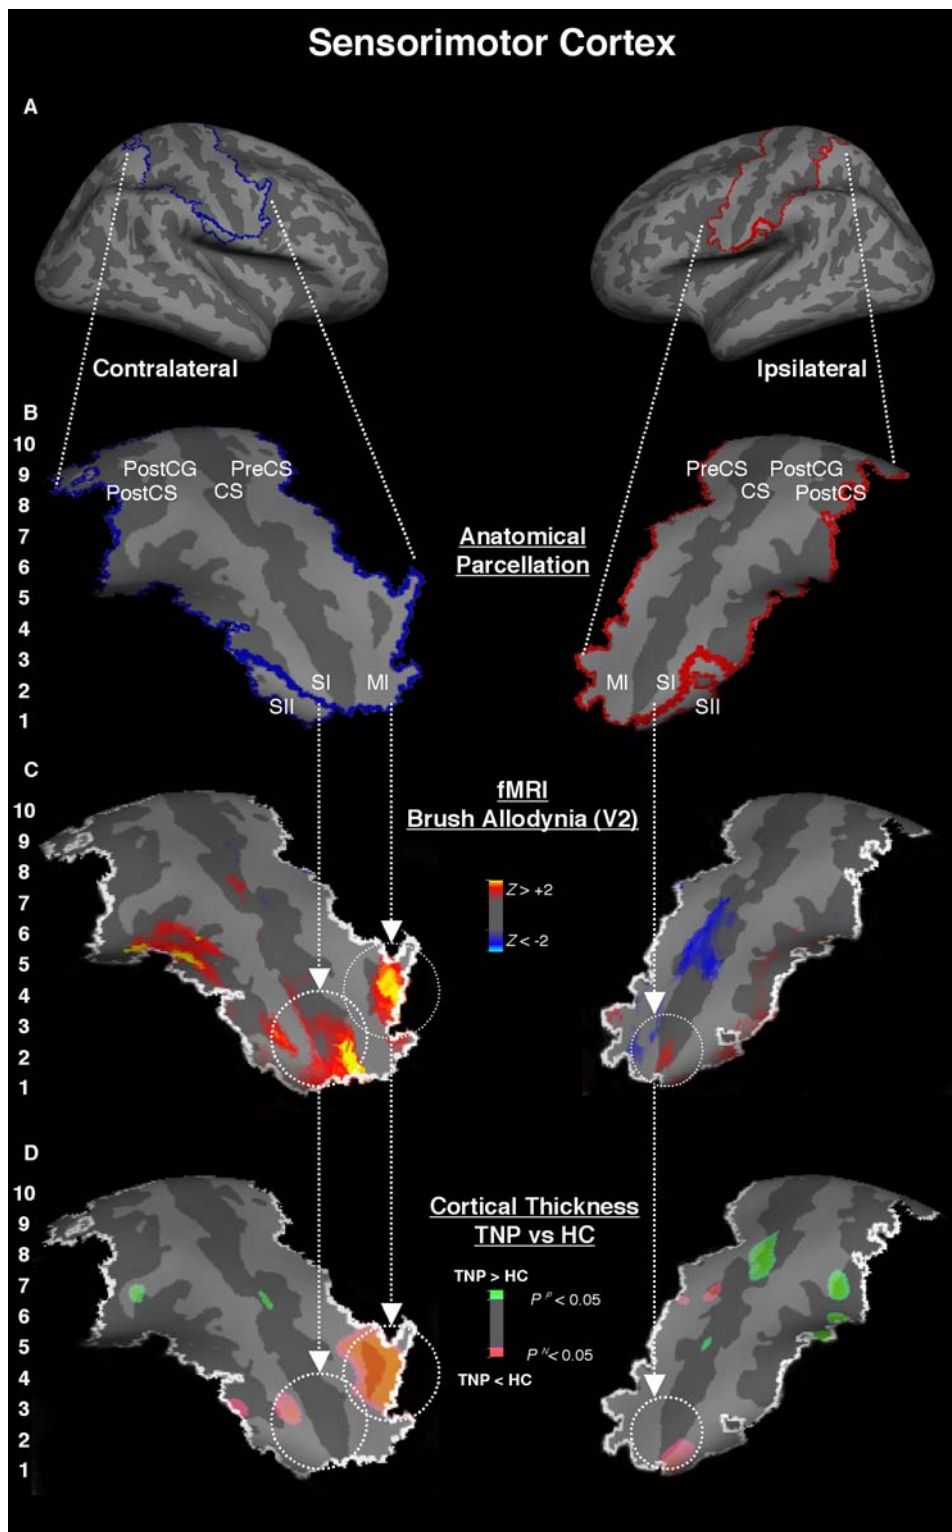 Sensorimotor Cortex
A
Contralateral
Ipsilateral
B
10
9
8
7
6
5
4
3
2
1
PostCG
PreCS
PostCS
CS
SI
MI
SII
Anatomical
Parcellation
PreCS
PostCG
CS
PostCS
MI
SI
SII
C
10
9
8
7
6
5
4
3
2
1
fMRI
Brush Allodynia (V2)
Z > +2
Z < -2
D
10
9
8
7
6
5
4
3
2
1
Cortical Thickness
TNP vs HC
TNP > HC
P P < 0.05
P N < 0.05
TNP < HC